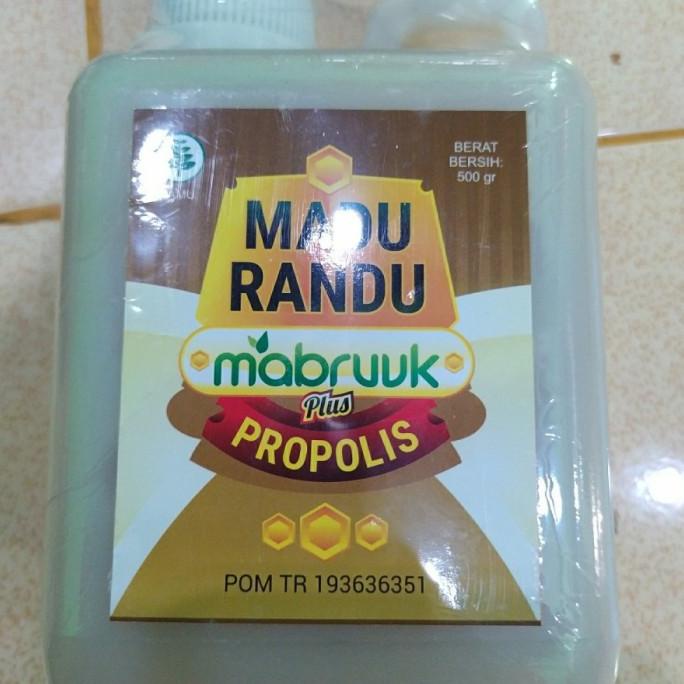 BERAT
BERSIH:
500 gr
MADU
RANDU
mabruuk
Plus
PROPOLIS
POM TR 193636351